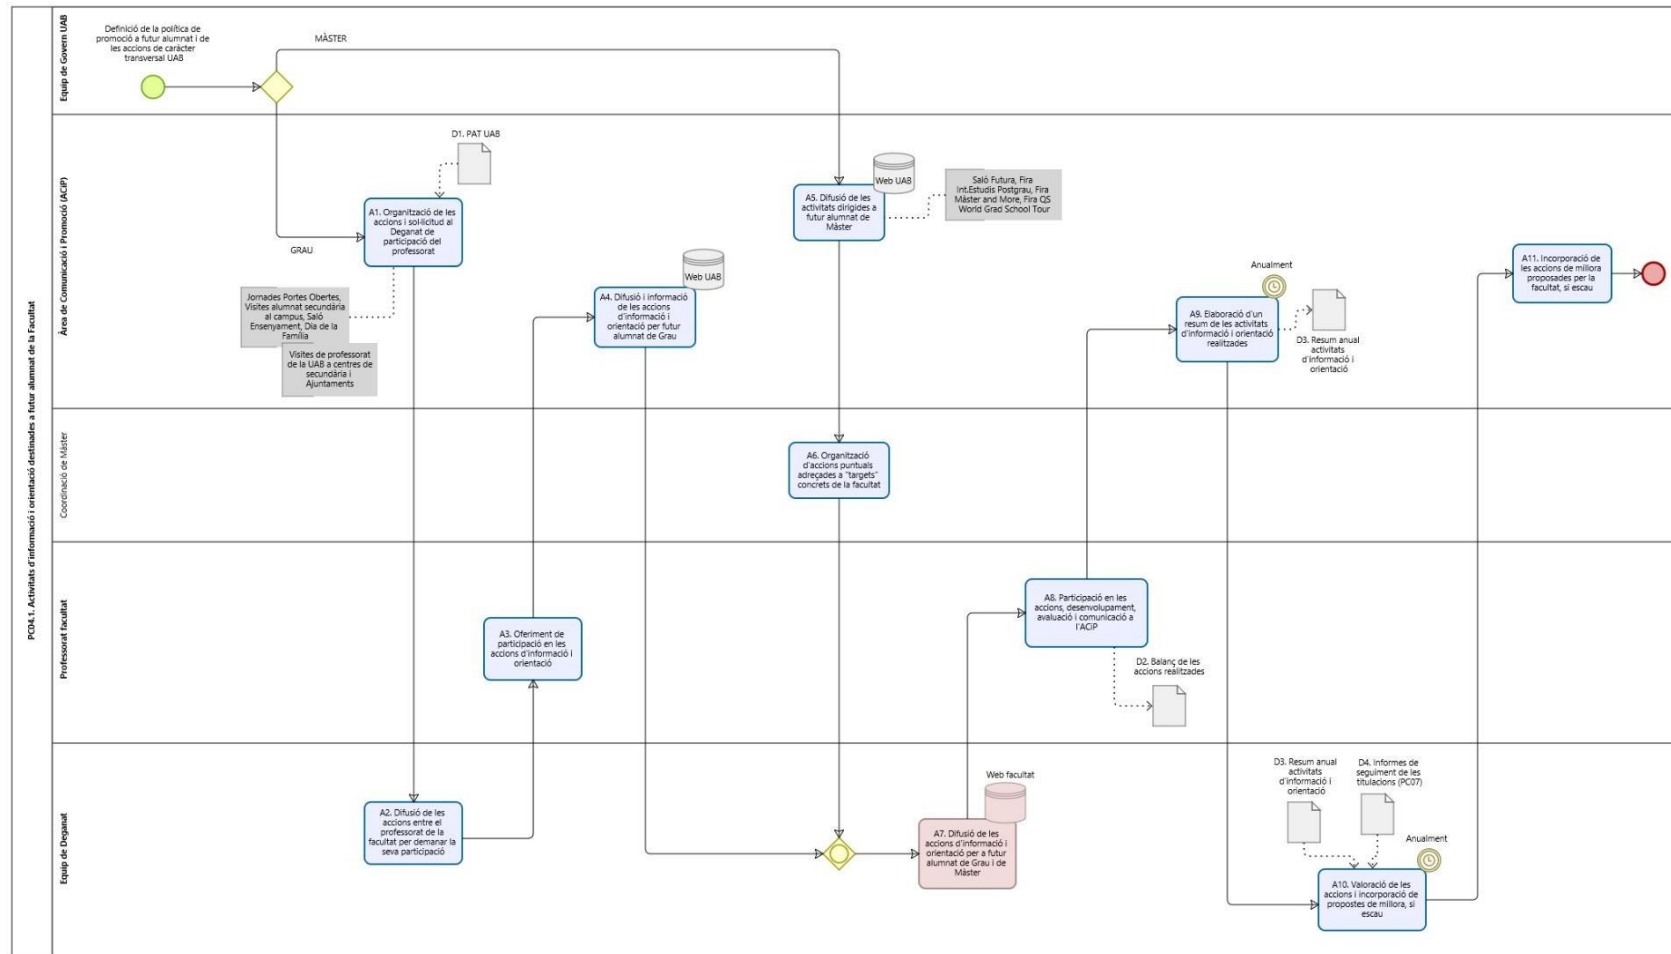 PC04.1. Activitats d'informació i orientació destinades a futur alumnat de la Facultat
Equip de Govern UAB
Definició de la política de
promoció a futur alumnat i de
les accions de caràcter
transversal UAB
MÀSTER
GRAU
Àrea de Comunicació i Promoció (ACiP)
D1. PAT UAB
A1. Organització de les
accions i sol·licitud al
Deganat de
participació del
professorat
Jornades Portes Obertes,
Visites alumnat secundària
al campus, Saló
Ensenyament, Dia de la
Família
Visites de professorat
de la UAB a centres de
secundària i
Ajuntaments
Web UAB
A4. Difusió i informació
de les accions
d'informació i
orientació per futur
alumnat de Grau
Web UAB
A5. Difusió de les
activitats dirigides a
futur alumnat de
Màster
Saló Futura, Fira
Int.Estudis Postgrau, Fira
Màster and More, Fira QS
World Grad School Tour
Anualment
A9. Elaboració d'un
resum de les activitats
d'informació i orientació
realitzades
D3. Resum anual
activitats
d'informació i
orientació
A11. Incorporació de
les accions de millora
proposades per la
facultat, si escau
Coordinació de Màster
A6. Organització
d'accions puntuals
adreçades a "targets"
concrets de la facultat
Professorat facultat
A3. Oferiment de
participació en les
accions d'informació i
orientació
A8. Participació en les
accions, desenvolupament,
avaluació i comunicació a
l'ACiP
D2. Balanç de les
accions realitzades
Equip de Deganat
A2. Difusió de les
accions entre el
professorat de la
facultat per demanar la
seva participació
Web facultat
A7. Difusió de les
accions d'informació i
orientació per a futur
alumnat de Grau i de
Màster
D3. Resum anual
activitats
d'informació i
orientació
D4. Informes de
seguiment de les
titulacions (PC07)
Anualment
A10. Valoració de les
accions i incorporació de
propostes de millora, si
escau